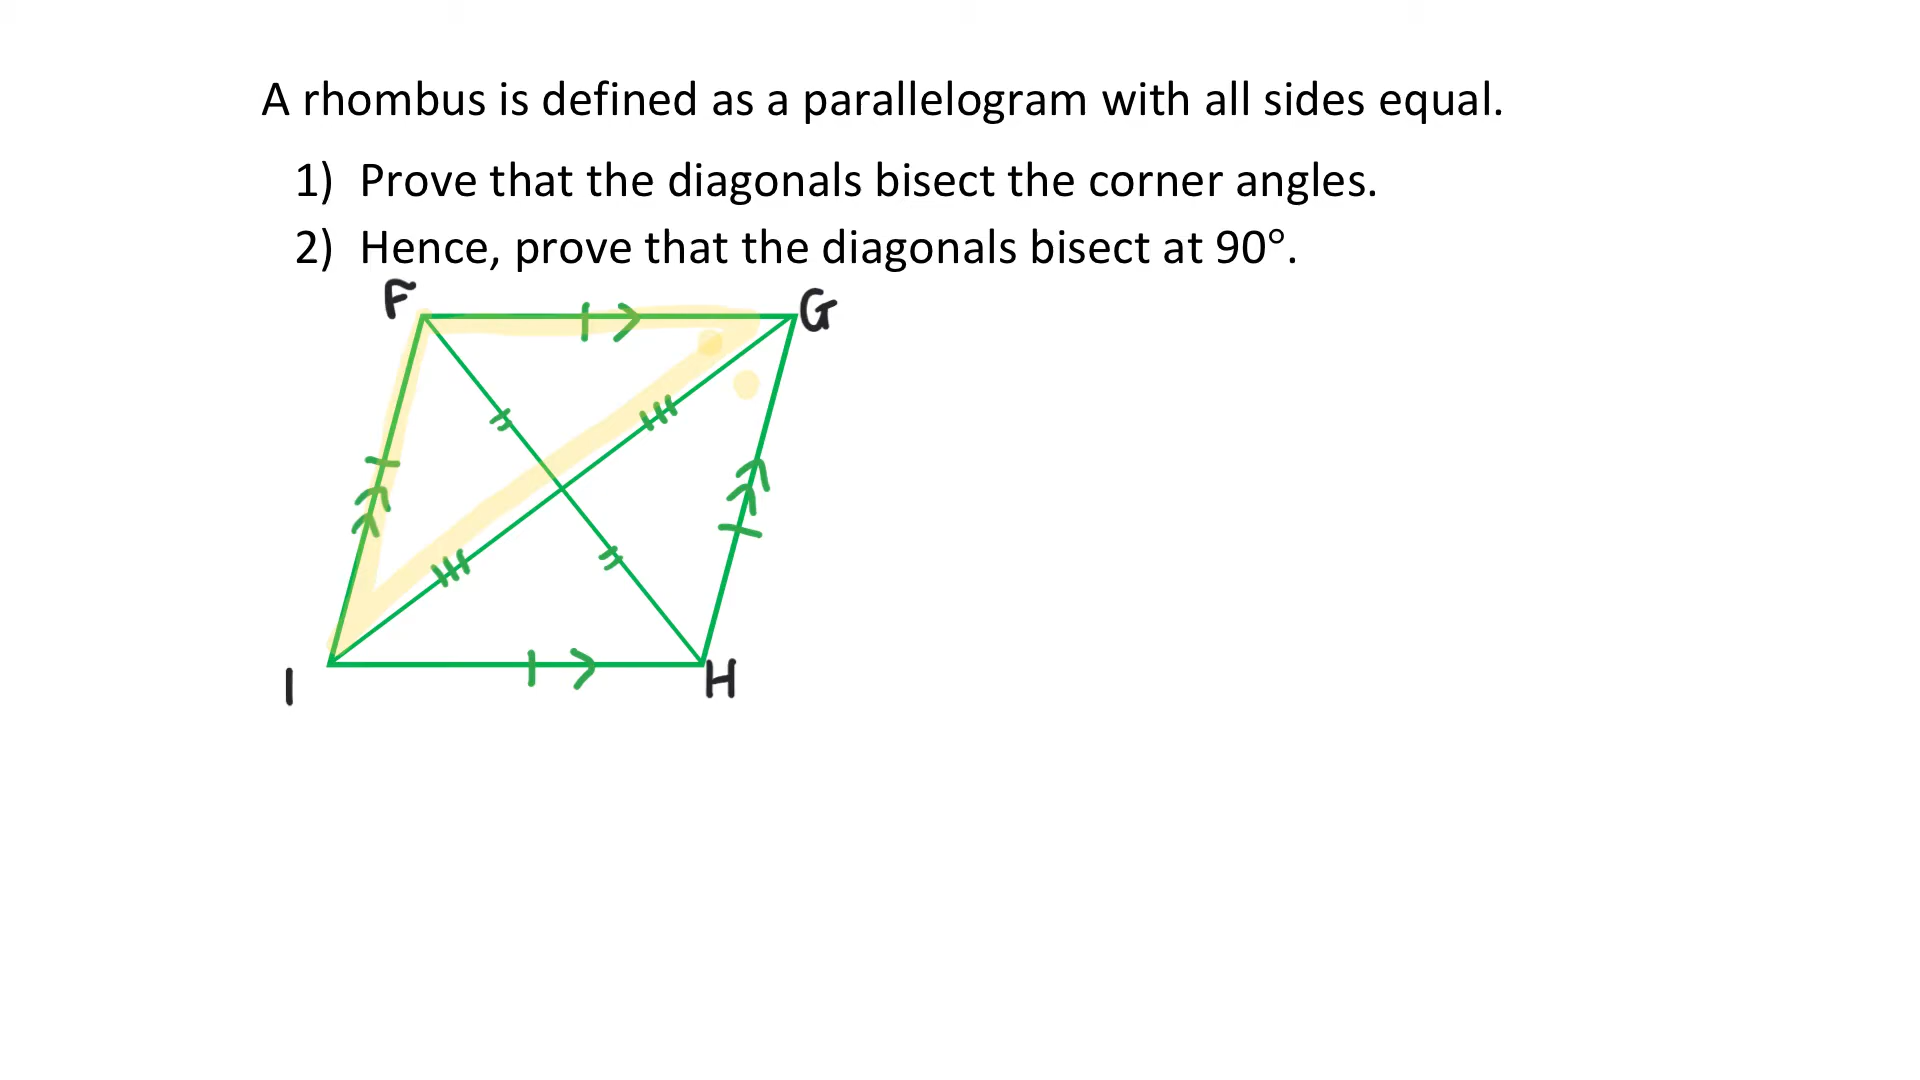 A rhombus is defined as a parallelogram with all sides equal.
1) Prove that the diagonals bisect the corner angles.
2) Hence, prove that the diagonals bisect at 90°.
F
G
I
H